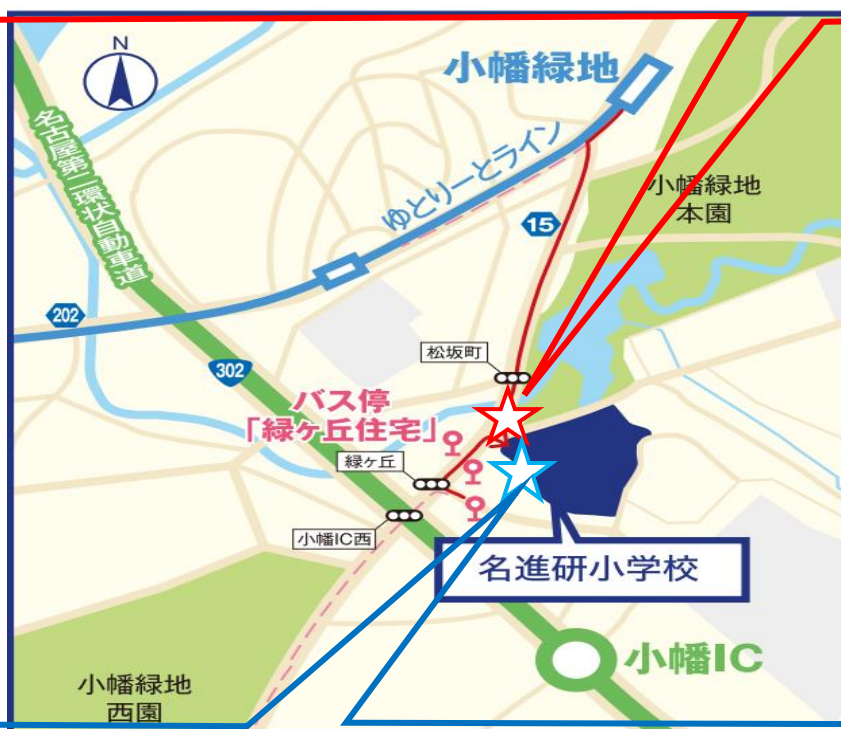 N
小幡緑地
名古屋第二環状自動車道
ゆとりーとライン
小幡緑地
本園
15
202
302
松坂町
バス停
「緑ヶ丘住宅」
緑ヶ丘
小幡IC西
名進研小学校
小幡IC
小幡緑地
西園